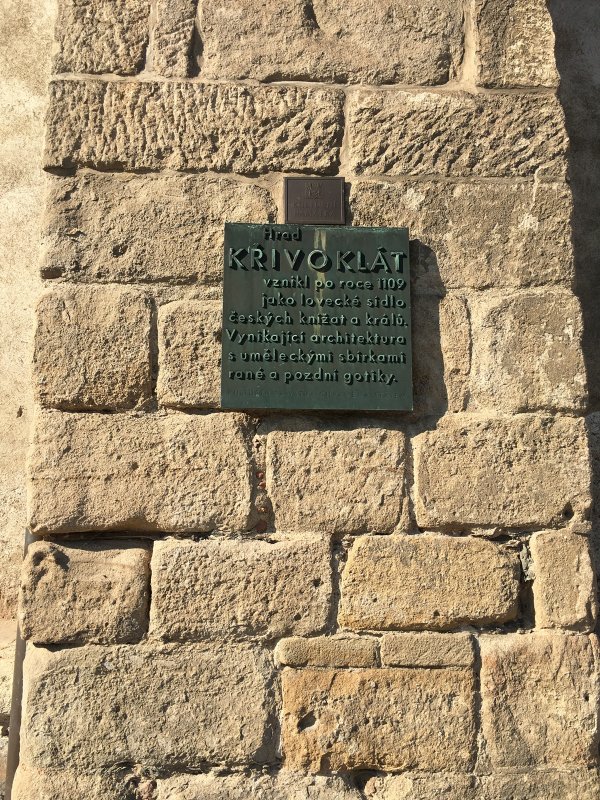 Hrad
KŘIVOKLÁT
vznikl po roce 1109
jako lovecké sídlo
českých knížat a králů.
Vynikající architektura
s uměleckými sbírkami
rané a pozdní gotiky.